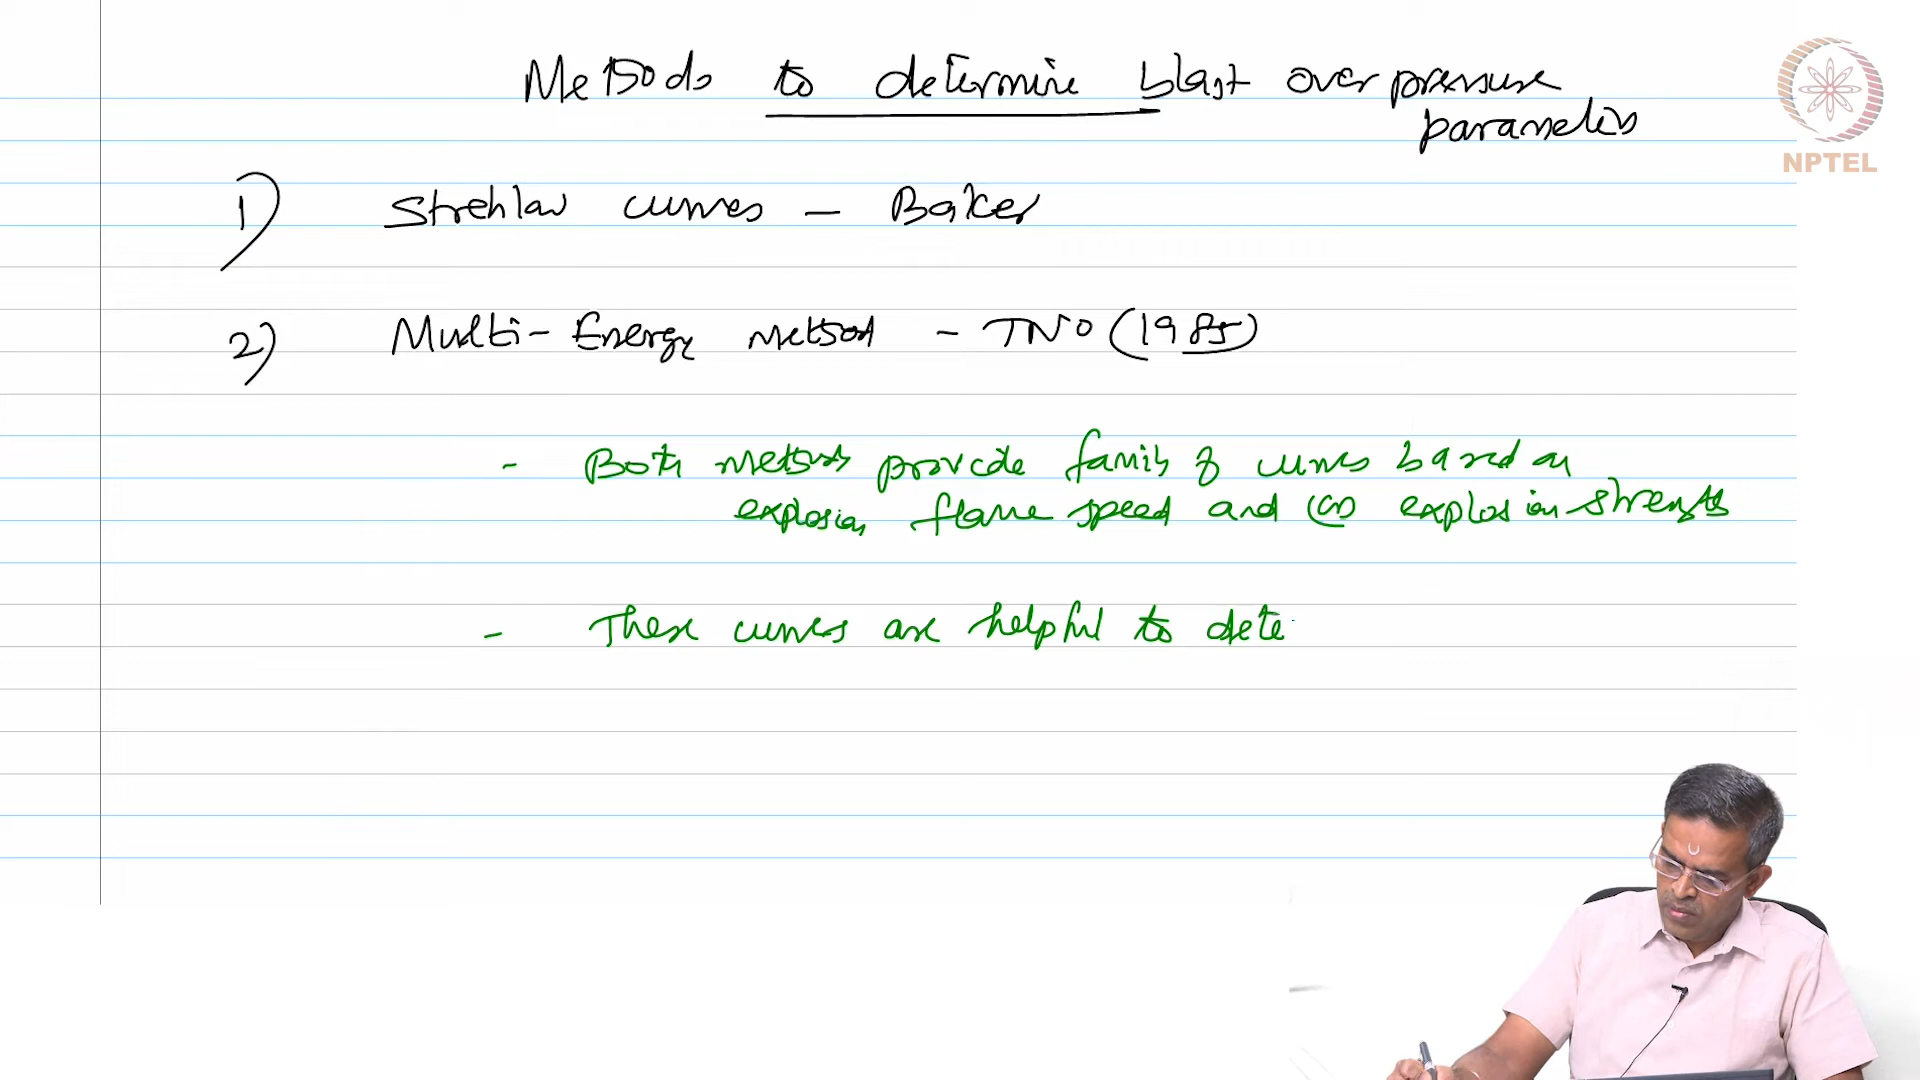 Methods to determine blast over pressure
parameters
NPTEL
1) Strehlow curves - Baker
2) Multi-Energy method - TNO (1985)
- Both methods provide family of curves based on
explosion flame speed and (or) explosion strength
- These curves are helpful to dete